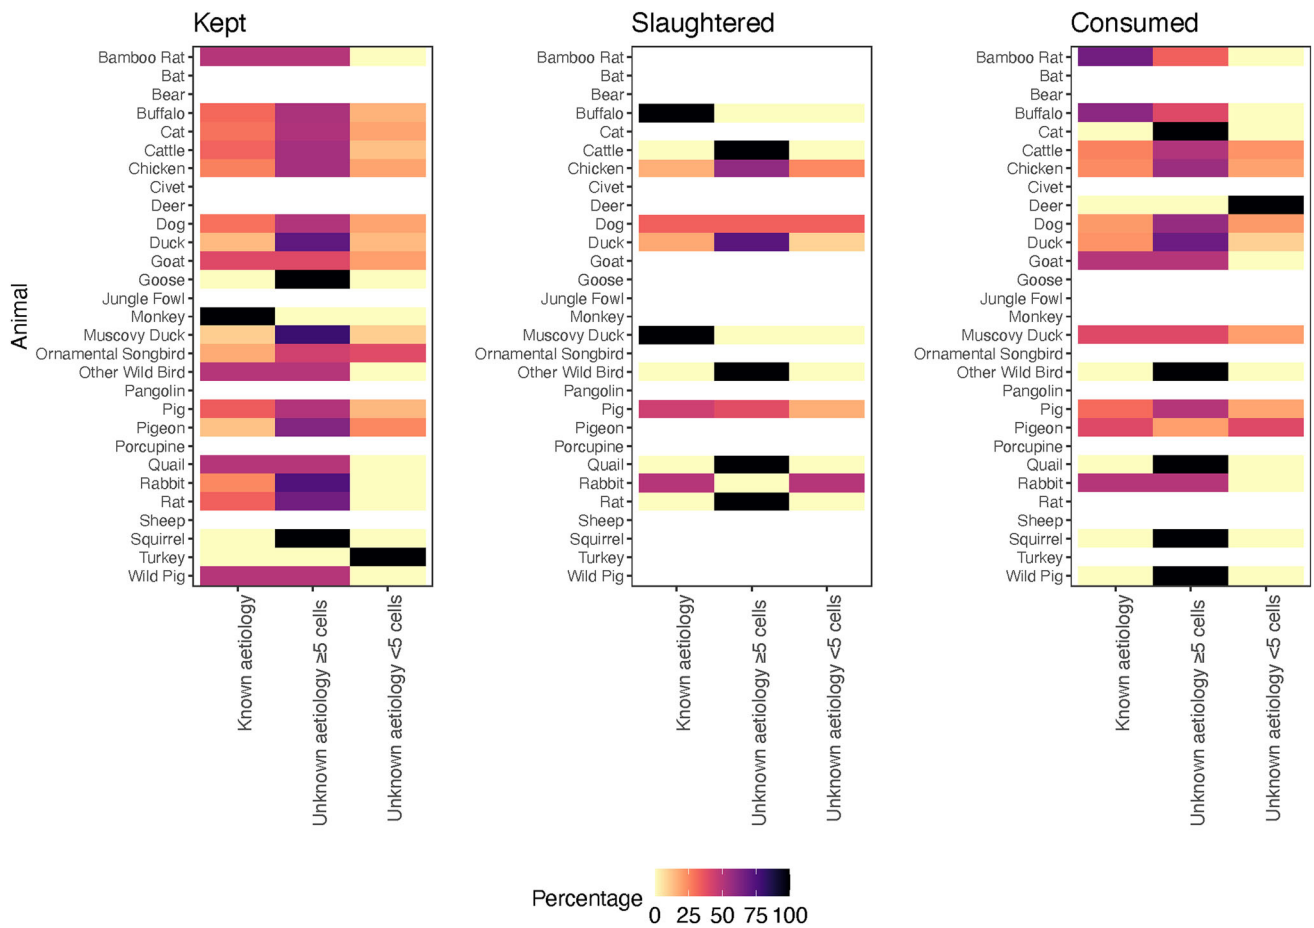 Kept
Slaughtered
Consumed
Animal
Bamboo Rat
Bat
Bear
Buffalo
Cat
Cattle
Chicken
Civet
Deer
Dog
Duck
Goat
Goose
Jungle Fowl
Monkey
Muscovy Duck
Ornamental Songbird
Other Wild Bird
Pangolin
Pig
Pigeon
Porcupine
Quail
Rabbit
Rat
Sheep
Squirrel
Turkey
Wild Pig
Known aetiology
Unknown aetiology ≥5 cells
Unknown aetiology <5 cells
Bamboo Rat
Bat
Bear
Buffalo
Cat
Cattle
Chicken
Civet
Deer
Dog
Duck
Goat
Goose
Jungle Fowl
Monkey
Muscovy Duck
Ornamental Songbird
Other Wild Bird
Pangolin
Pig
Pigeon
Porcupine
Quail
Rabbit
Rat
Sheep
Squirrel
Turkey
Wild Pig
Known aetiology
Unknown aetiology ≥5 cells
Unknown aetiology <5 cells
Bamboo Rat
Bat
Bear
Buffalo
Cat
Cattle
Chicken
Civet
Deer
Dog
Duck
Goat
Goose
Jungle Fowl
Monkey
Muscovy Duck
Ornamental Songbird
Other Wild Bird
Pangolin
Pig
Pigeon
Porcupine
Quail
Rabbit
Rat
Sheep
Squirrel
Turkey
Wild Pig
Known aetiology
Unknown aetiology ≥5 cells
Unknown aetiology <5 cells
Percentage
0 25 50 75 100